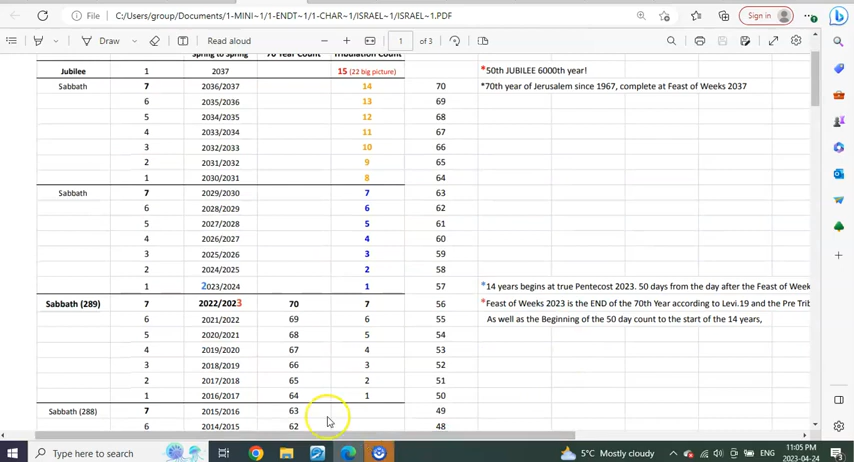 File
C:/Users/group/Documents/1-MINI~1/ENDT~1/1-CHAR~1/ISRAEL/ISRAEL~1.PDF
Sign in
Draw
Read aloud
1
of 3
Spring to Spring 70 Year Count Tribulation Count
Jubilee 1 2037 15 (22 big picture) *50th JUBILEE 6000th year!
Sabbath 7 2036/2037 14 70 *70th year of Jerusalem since 1967, complete at Feast of Weeks 2037
6 2035/2036 13 69
5 2034/2035 12 68
4 2033/2034 11 67
3 2032/2033 10 66
2 2031/2032 9 65
1 2030/2031 8 64
Sabbath 7 2029/2030 7 63
6 2028/2029 6 62
5 2027/2028 5 61
4 2026/2027 4 60
3 2025/2026 3 59
2 2024/2025 2 58
1 2023/2024 1 57 *14 years begins at true Pentecost 2023. 50 days from the day after the Feast of Week
Sabbath (289) 7 2022/2023 70 7 56 *Feast of Weeks 2023 is the END of the 70th Year according to Levi.19 and the Pre Trib
6 2021/2022 69 6 55 As well as the Beginning of the 50 day count to the start of the 14 years,
5 2020/2021 68 5 54
4 2019/2020 67 4 53
3 2018/2019 66 3 52
2 2017/2018 65 2 51
1 2016/2017 64 1 50
Sabbath (288) 7 2015/2016 63 49
6 2014/2015 62 48
Type here to search
5°C Mostly cloudy
ENG
11:05 PM
2023-04-24